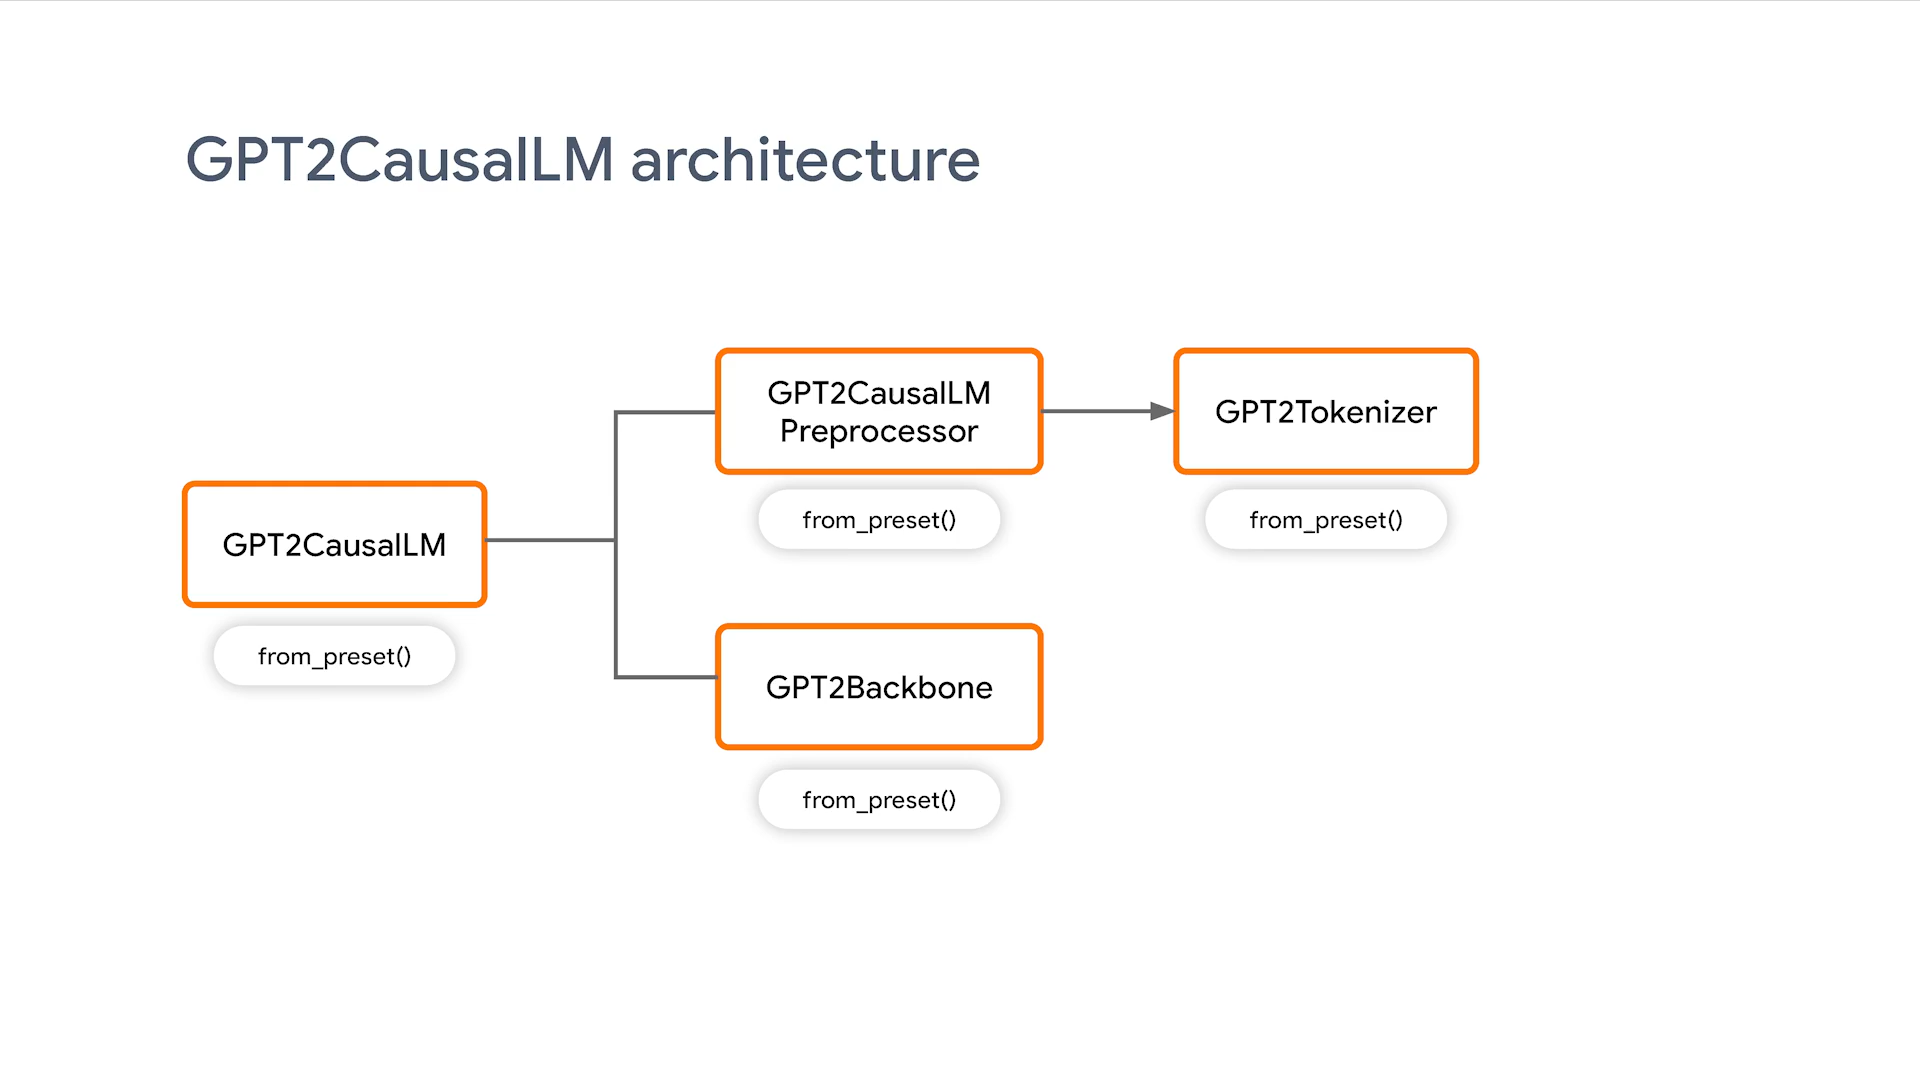 GPT2CausalLM architecture
GPT2CausalLM
Preprocessor
GPT2Tokenizer
from_preset()
from_preset()
GPT2CausalLM
from_preset()
GPT2Backbone
from_preset()